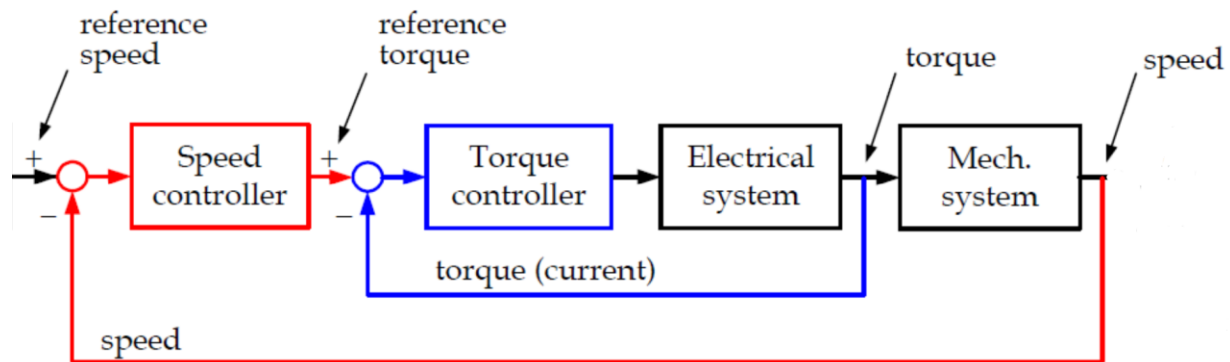 reference
speed
reference
torque
torque
speed
+
−
Speed
controller
+
−
Torque
controller
Electrical
system
Mech.
system
torque (current)
speed